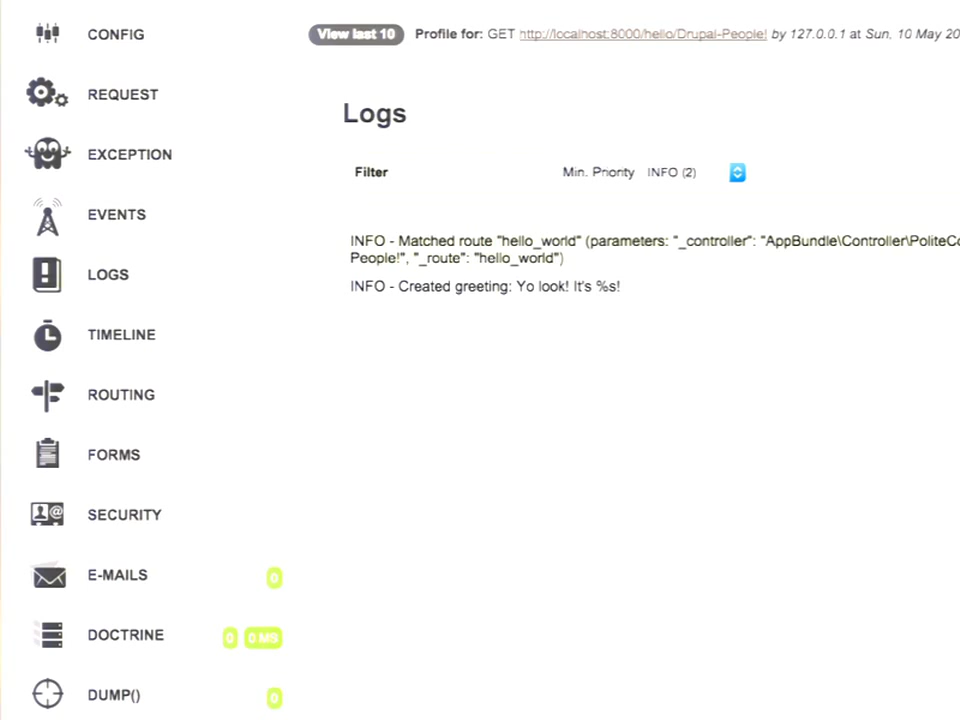 CONFIG
View last 10 Profile for: GET http://localhost:8000/hello/Drupal-People! by 127.0.0.1 at Sun, 10 May 20
REQUEST
Logs
EXCEPTION
Filter Min. Priority INFO (2)
EVENTS
INFO - Matched route "hello_world" (parameters: "_controller": "AppBundle\Controller\PoliteCo
People!", "_route": "hello_world")
LOGS
INFO - Created greeting: Yo look! It's %s!
TIMELINE
ROUTING
FORMS
SECURITY
E-MAILS 0
DOCTRINE 0 0 MS
DUMP() 0